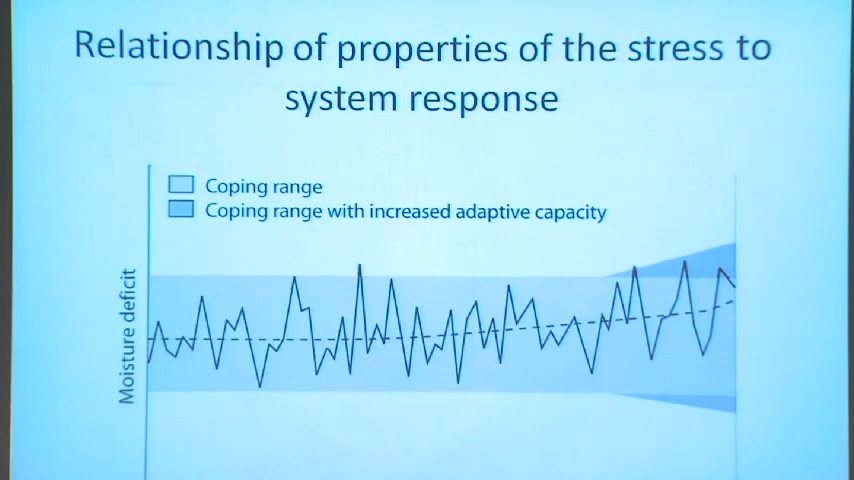 Relationship of properties of the stress to
system response
Coping range
Coping range with increased adaptive capacity
Moisture deficit